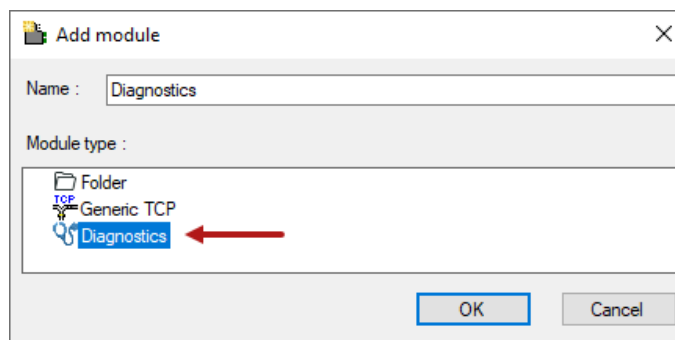 Add module
Name : Diagnostics
Module type :
Folder
TCP
Generic TCP
Diagnostics
OK Cancel